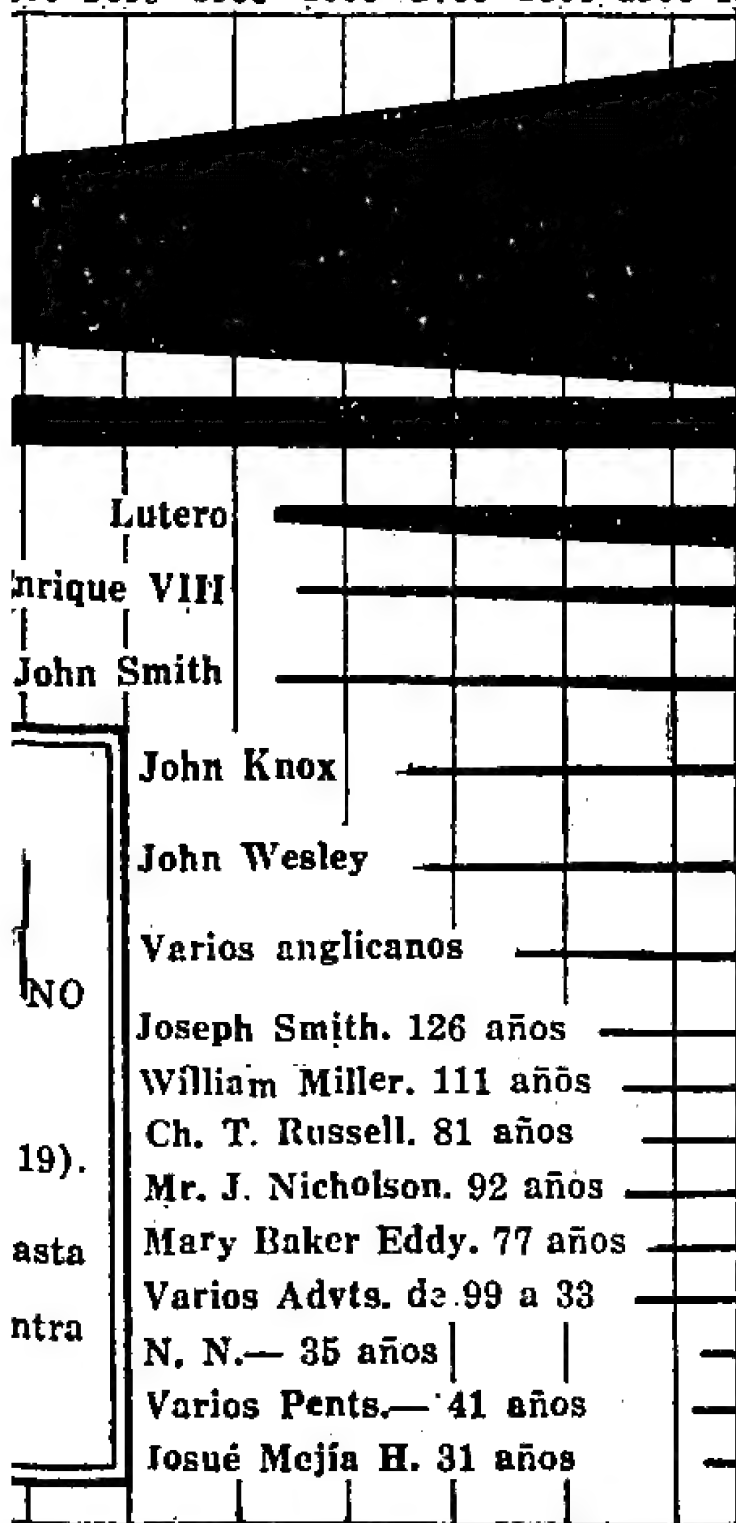 Lutero
nrique VIII
John Smith
John Knox
John Wesley
Varios anglicanos
NO
Joseph Smith. 126 años
William Miller. 111 años
Ch. T. Russell. 81 años
19).
Mr. J. Nicholson. 92 años
asta
Mary Baker Eddy. 77 años
Varios Advts. de 99 a 33
ntra
N. N.— 35 años
Varios Pents.— 41 años
Josué Mejía H. 31 años